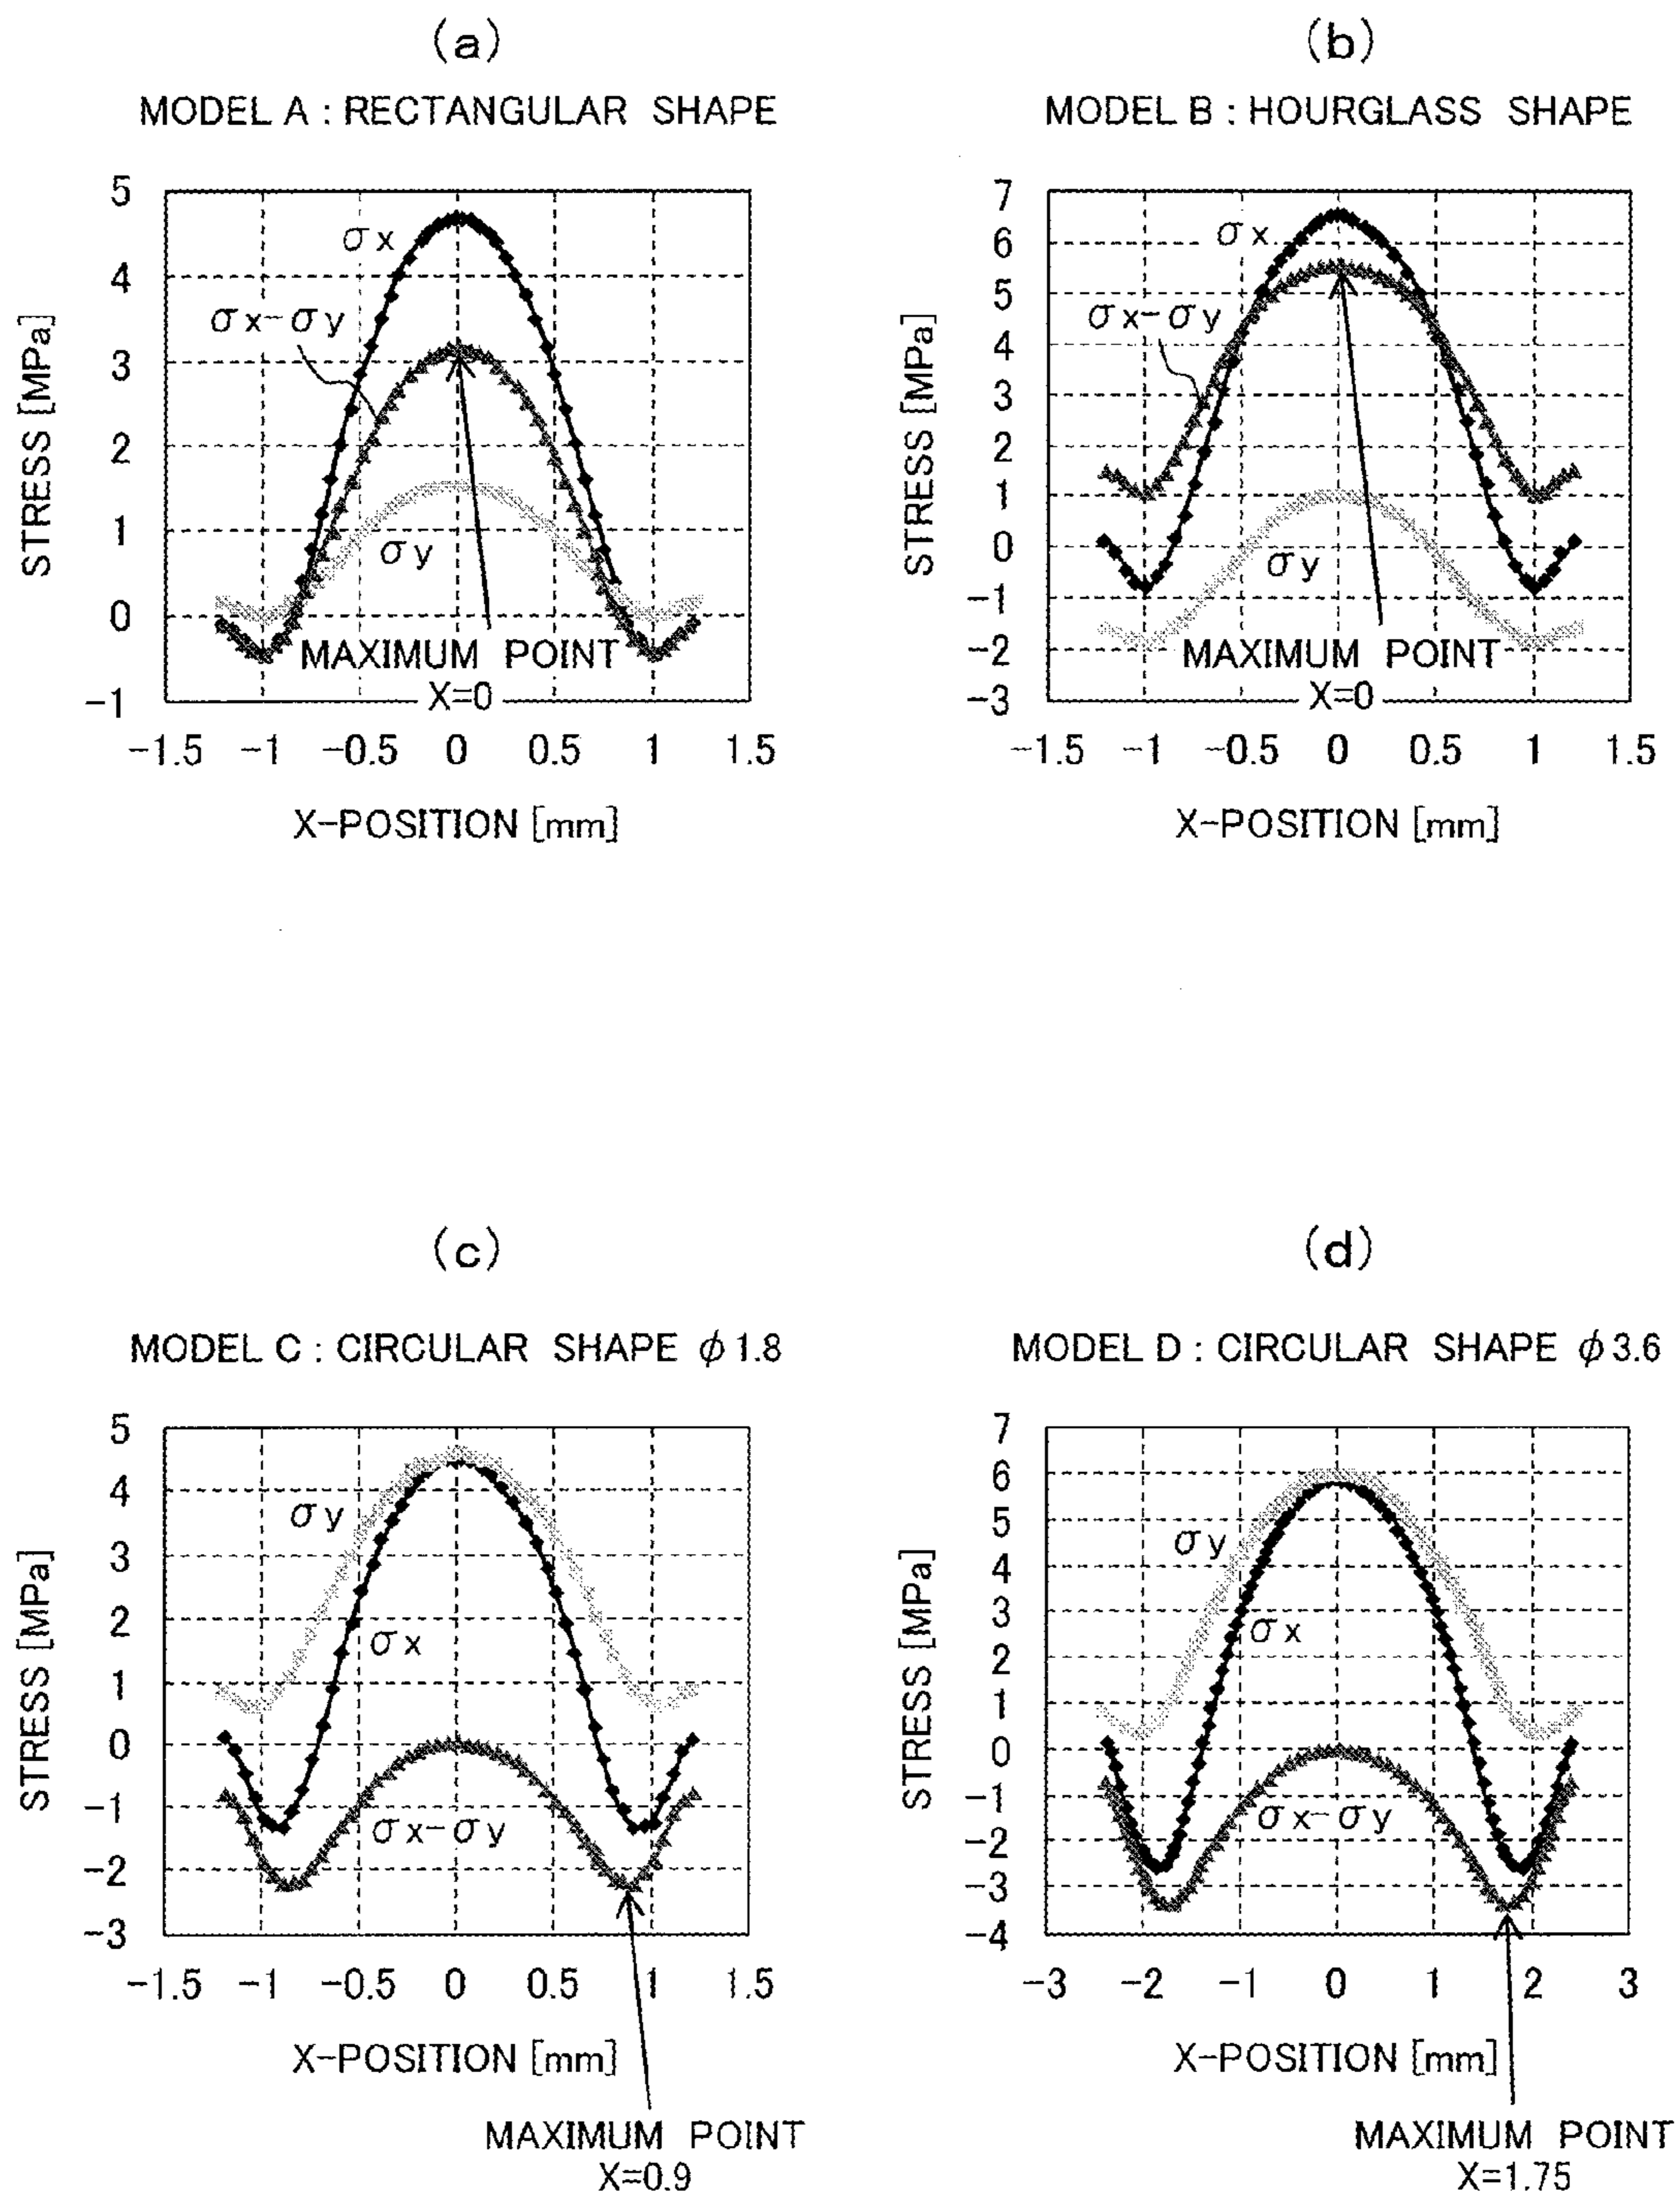 (a)
MODEL A : RECTANGULAR SHAPE
5
4
3
2
1
0
-1
STRESS [MPa]
σx
σx-σy
σy
MAXIMUM POINT
X=0
-1.5 -1 -0.5 0 0.5 1 1.5
X-POSITION [mm]
(b)
MODEL B : HOURGLASS SHAPE
7
6
5
4
3
2
1
0
-1
-2
-3
STRESS [MPa]
σx
σx-σy
σy
MAXIMUM POINT
X=0
-1.5 -1 -0.5 0 0.5 1 1.5
X-POSITION [mm]
(c)
MODEL C : CIRCULAR SHAPE ϕ1.8
5
4
3
2
1
0
-1
-2
-3
STRESS [MPa]
σy
σx
σx-σy
-1.5 -1 -0.5 0 0.5 1 1.5
X-POSITION [mm]
MAXIMUM POINT
X=0.9
(d)
MODEL D : CIRCULAR SHAPE ϕ3.6
7
6
5
4
3
2
1
0
-1
-2
-3
-4
STRESS [MPa]
σy
σx
σx-σy
-3 -2 -1 0 1 2 3
X-POSITION [mm]
MAXIMUM POINT
X=1.75